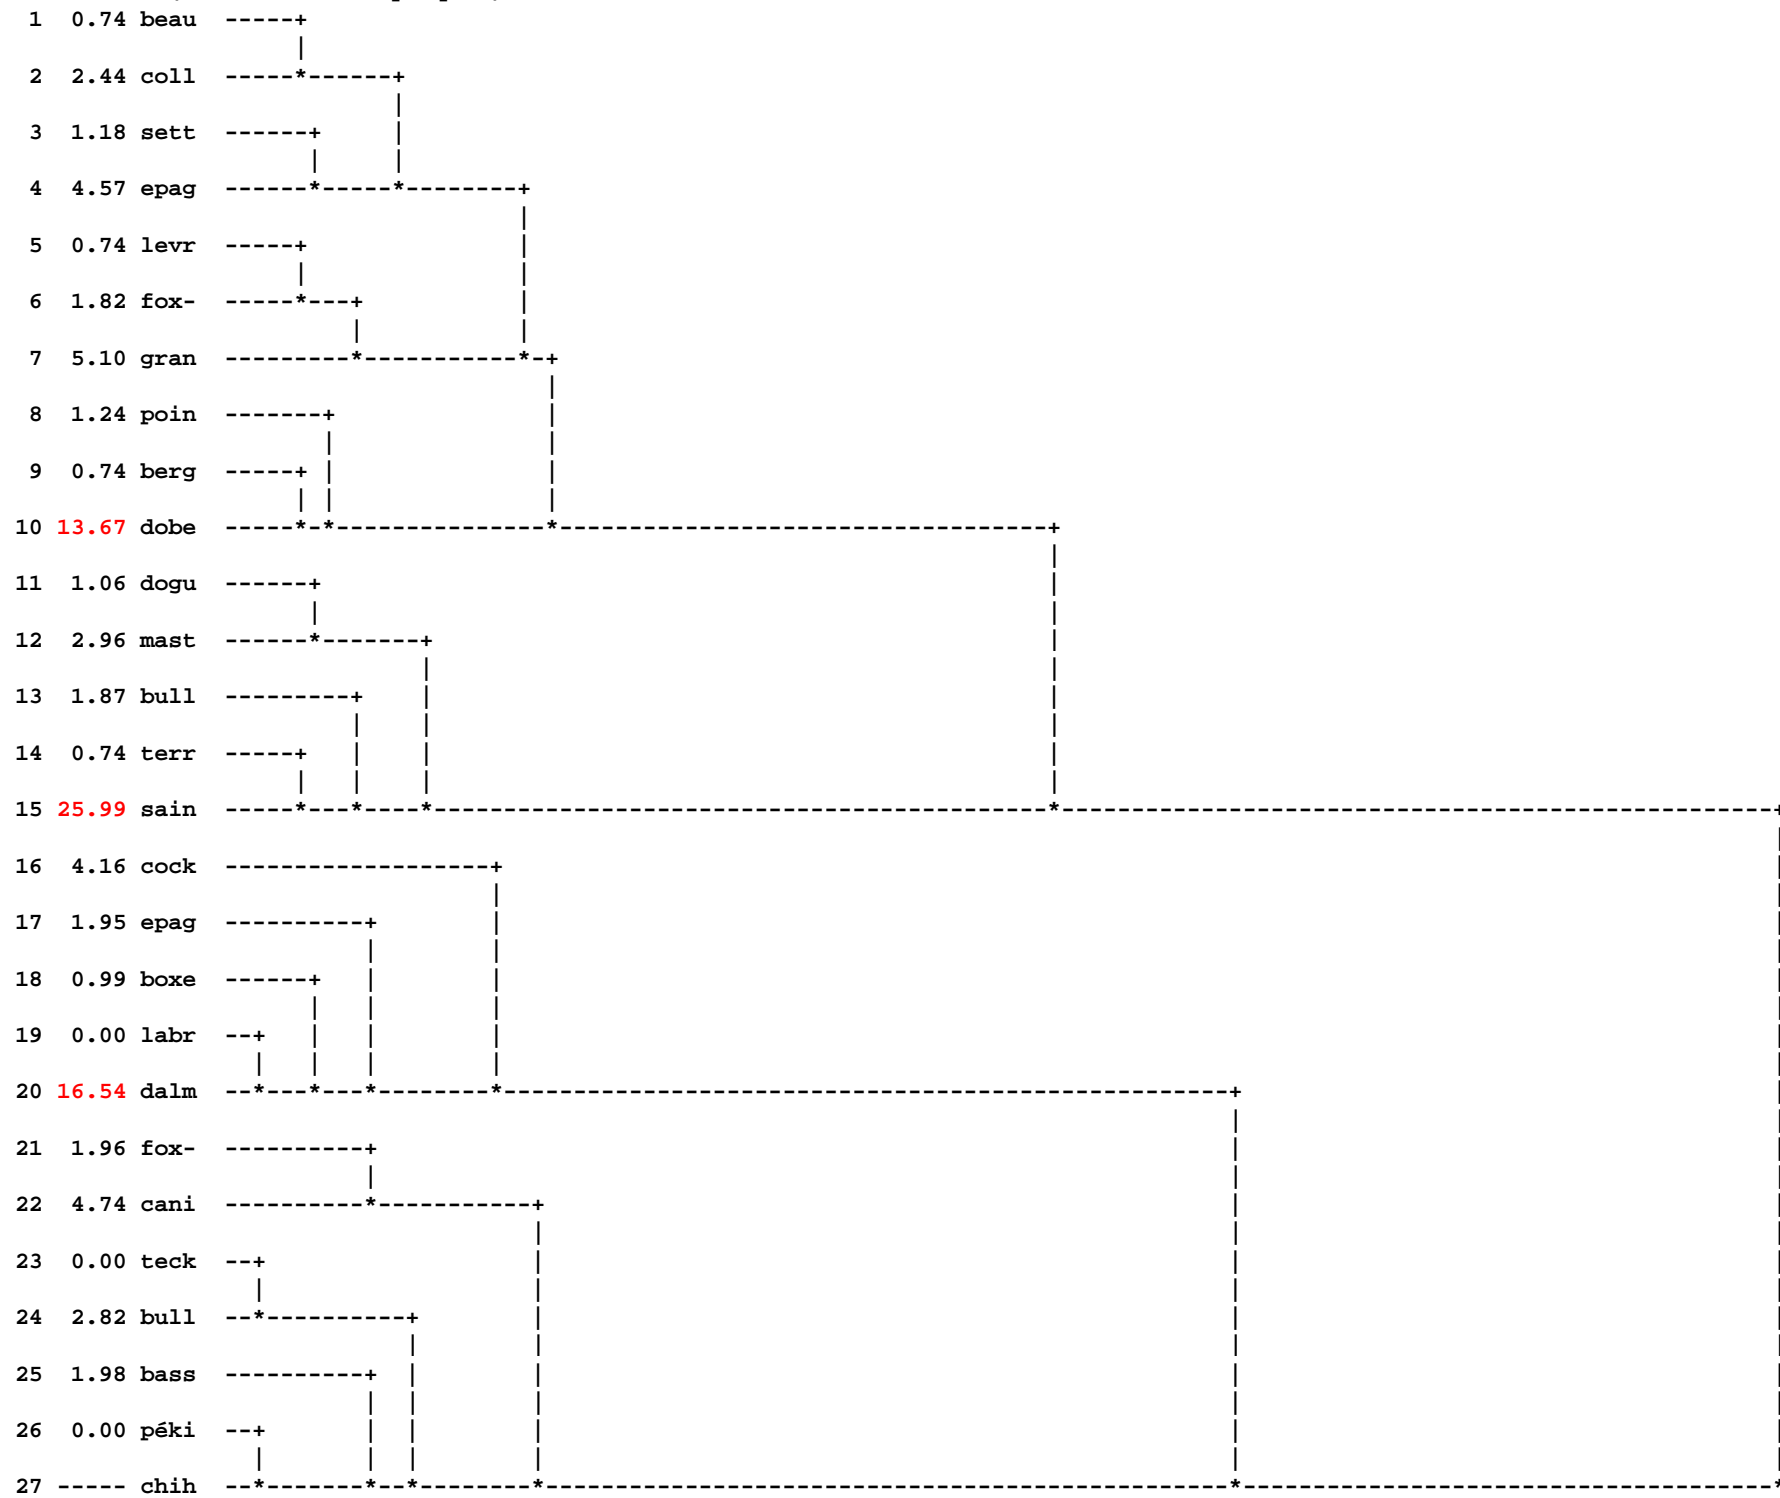 1 0.74 beau
2 2.44 coll
3 1.18 sett
4 4.57 epag
5 0.74 levr
6 1.82 fox-
7 5.10 gran
8 1.24 poin
9 0.74 berg
10 13.67 dobe
11 1.06 dogu
12 2.96 mast
13 1.87 bull
14 0.74 terr
15 25.99 sain
16 4.16 cock
17 1.95 epag
18 0.99 boxe
19 0.00 labr
20 16.54 dalm
21 1.96 fox-
22 4.74 cani
23 0.00 teck
24 2.82 bull
25 1.98 bass
26 0.00 péki
27 ----- chih